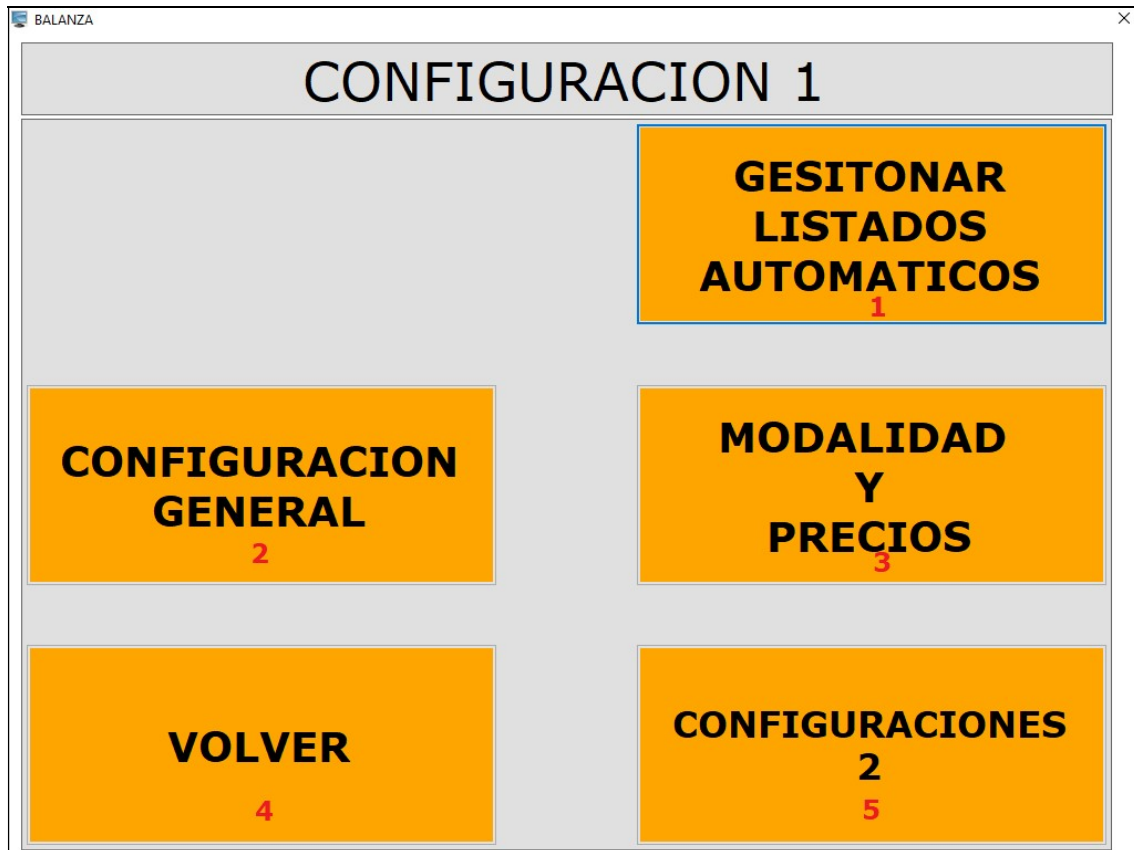 BALANZA
CONFIGURACION 1
GESITONAR
LISTADOS
AUTOMATICOS
1
CONFIGURACION
GENERAL
2
MODALIDAD
Y
PRECIOS
3
VOLVER
4
CONFIGURACIONES
2
5